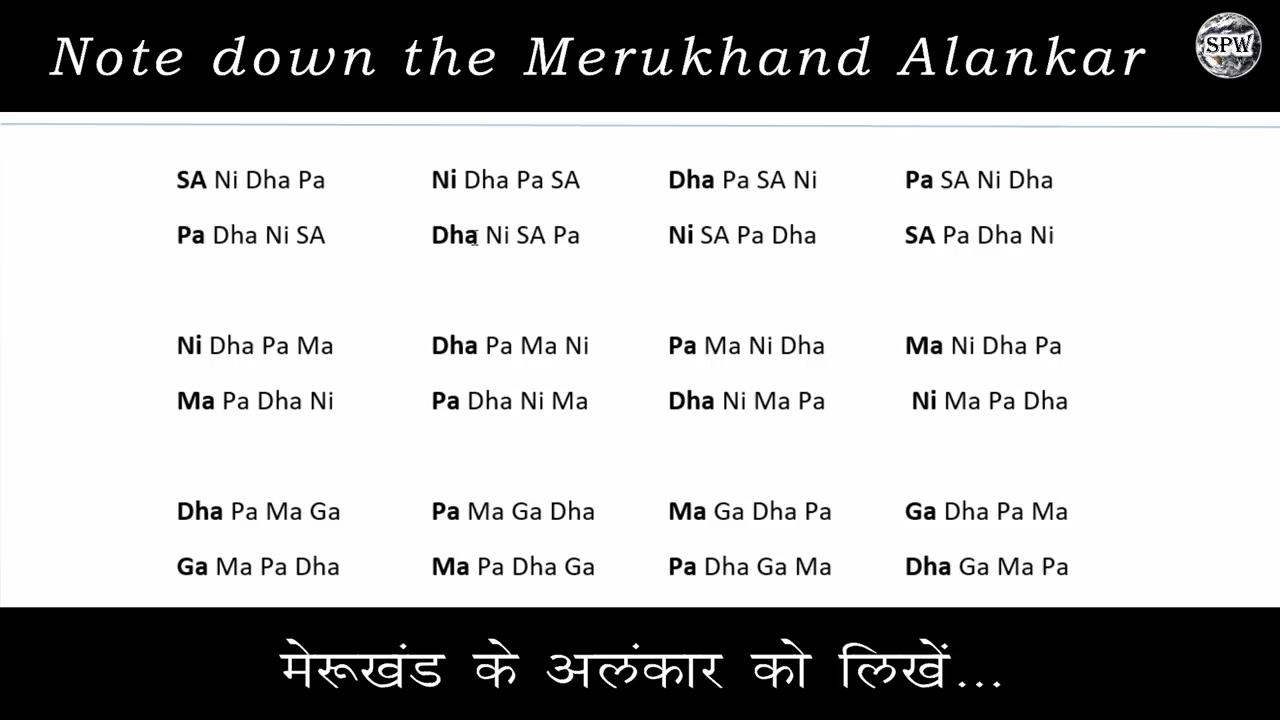 Note down the Merukhand Alankar
SPW
SA Ni Dha Pa Ni Dha Pa SA Dha Pa SA Ni Pa SA Ni Dha
Pa Dha Ni SA Dha Ni SA Pa Ni SA Pa Dha SA Pa Dha Ni
Ni Dha Pa Ma Dha Pa Ma Ni Pa Ma Ni Dha Ma Ni Dha Pa
Ma Pa Dha Ni Pa Dha Ni Ma Dha Ni Ma Pa Ni Ma Pa Dha
Dha Pa Ma Ga Pa Ma Ga Dha Ma Ga Dha Pa Ga Dha Pa Ma
Ga Ma Pa Dha Ma Pa Dha Ga Pa Dha Ga Ma Dha Ga Ma Pa
मेरूखंड के अलंकार को लिखें...